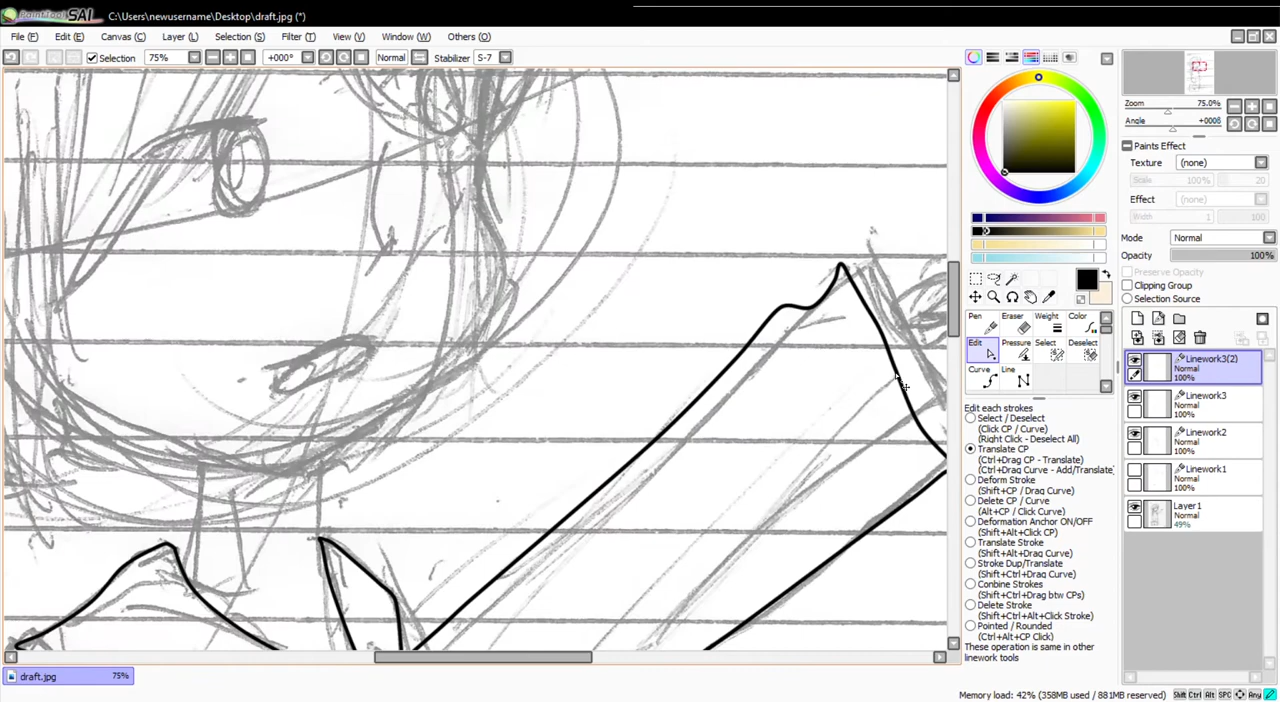 PaintTool SAI C:\Users\newusername\Desktop\draft.jpg (*)
File (F) Edit (E) Canvas (C) Layer (L) Selection (S) Filter (T) View (V) Window (W) Others (O)
Selection 75% +000° Normal Stabilizer S-7
Zoom 75.0%
Angle +000δ
Paints Effect
Texture (none)
Scale 100% 20
Effect (none)
Width 1 100
Mode Normal
Opacity 100%
Preserve Opacity
Clipping Group
Selection Source
Pen Eraser Weight Color
Edit Pressure Select Deselect
Curve Line
Edit each strokes
Select / Deselect
(Click CP / Curve)
(Right Click - Deselect All)
Translate CP
(Ctrl+Drag CP - Translate)
(Ctrl+Drag Curve - Add/Translate)
Deform Stroke
(Shift+CP / Drag Curve)
Delete CP / Curve
(Alt+CP / Click Curve)
Deformation Anchor ON/OFF
(Shift+Alt+Click CP)
Translate Stroke
(Shift+Alt+Drag Curve)
Stroke Dup/Translate
(Shift+Ctrl+Drag Curve)
Conbine Strokes
(Shift+Ctrl+Drag btw CPs)
Delete Stroke
(Shift+Ctrl+Alt+Click Stroke)
Pointed / Rounded
(Ctrl+Alt+CP Click)
These operation is same in other
linework tools
Linework3(2)
Normal
100%
Linework3
Normal
100%
Linework2
Normal
100%
Linework1
Normal
100%
Layer1
Normal
49%
draft.jpg 75%
Memory load: 42% (358MB used / 881MB reserved) Shift Ctrl Alt SPC Any